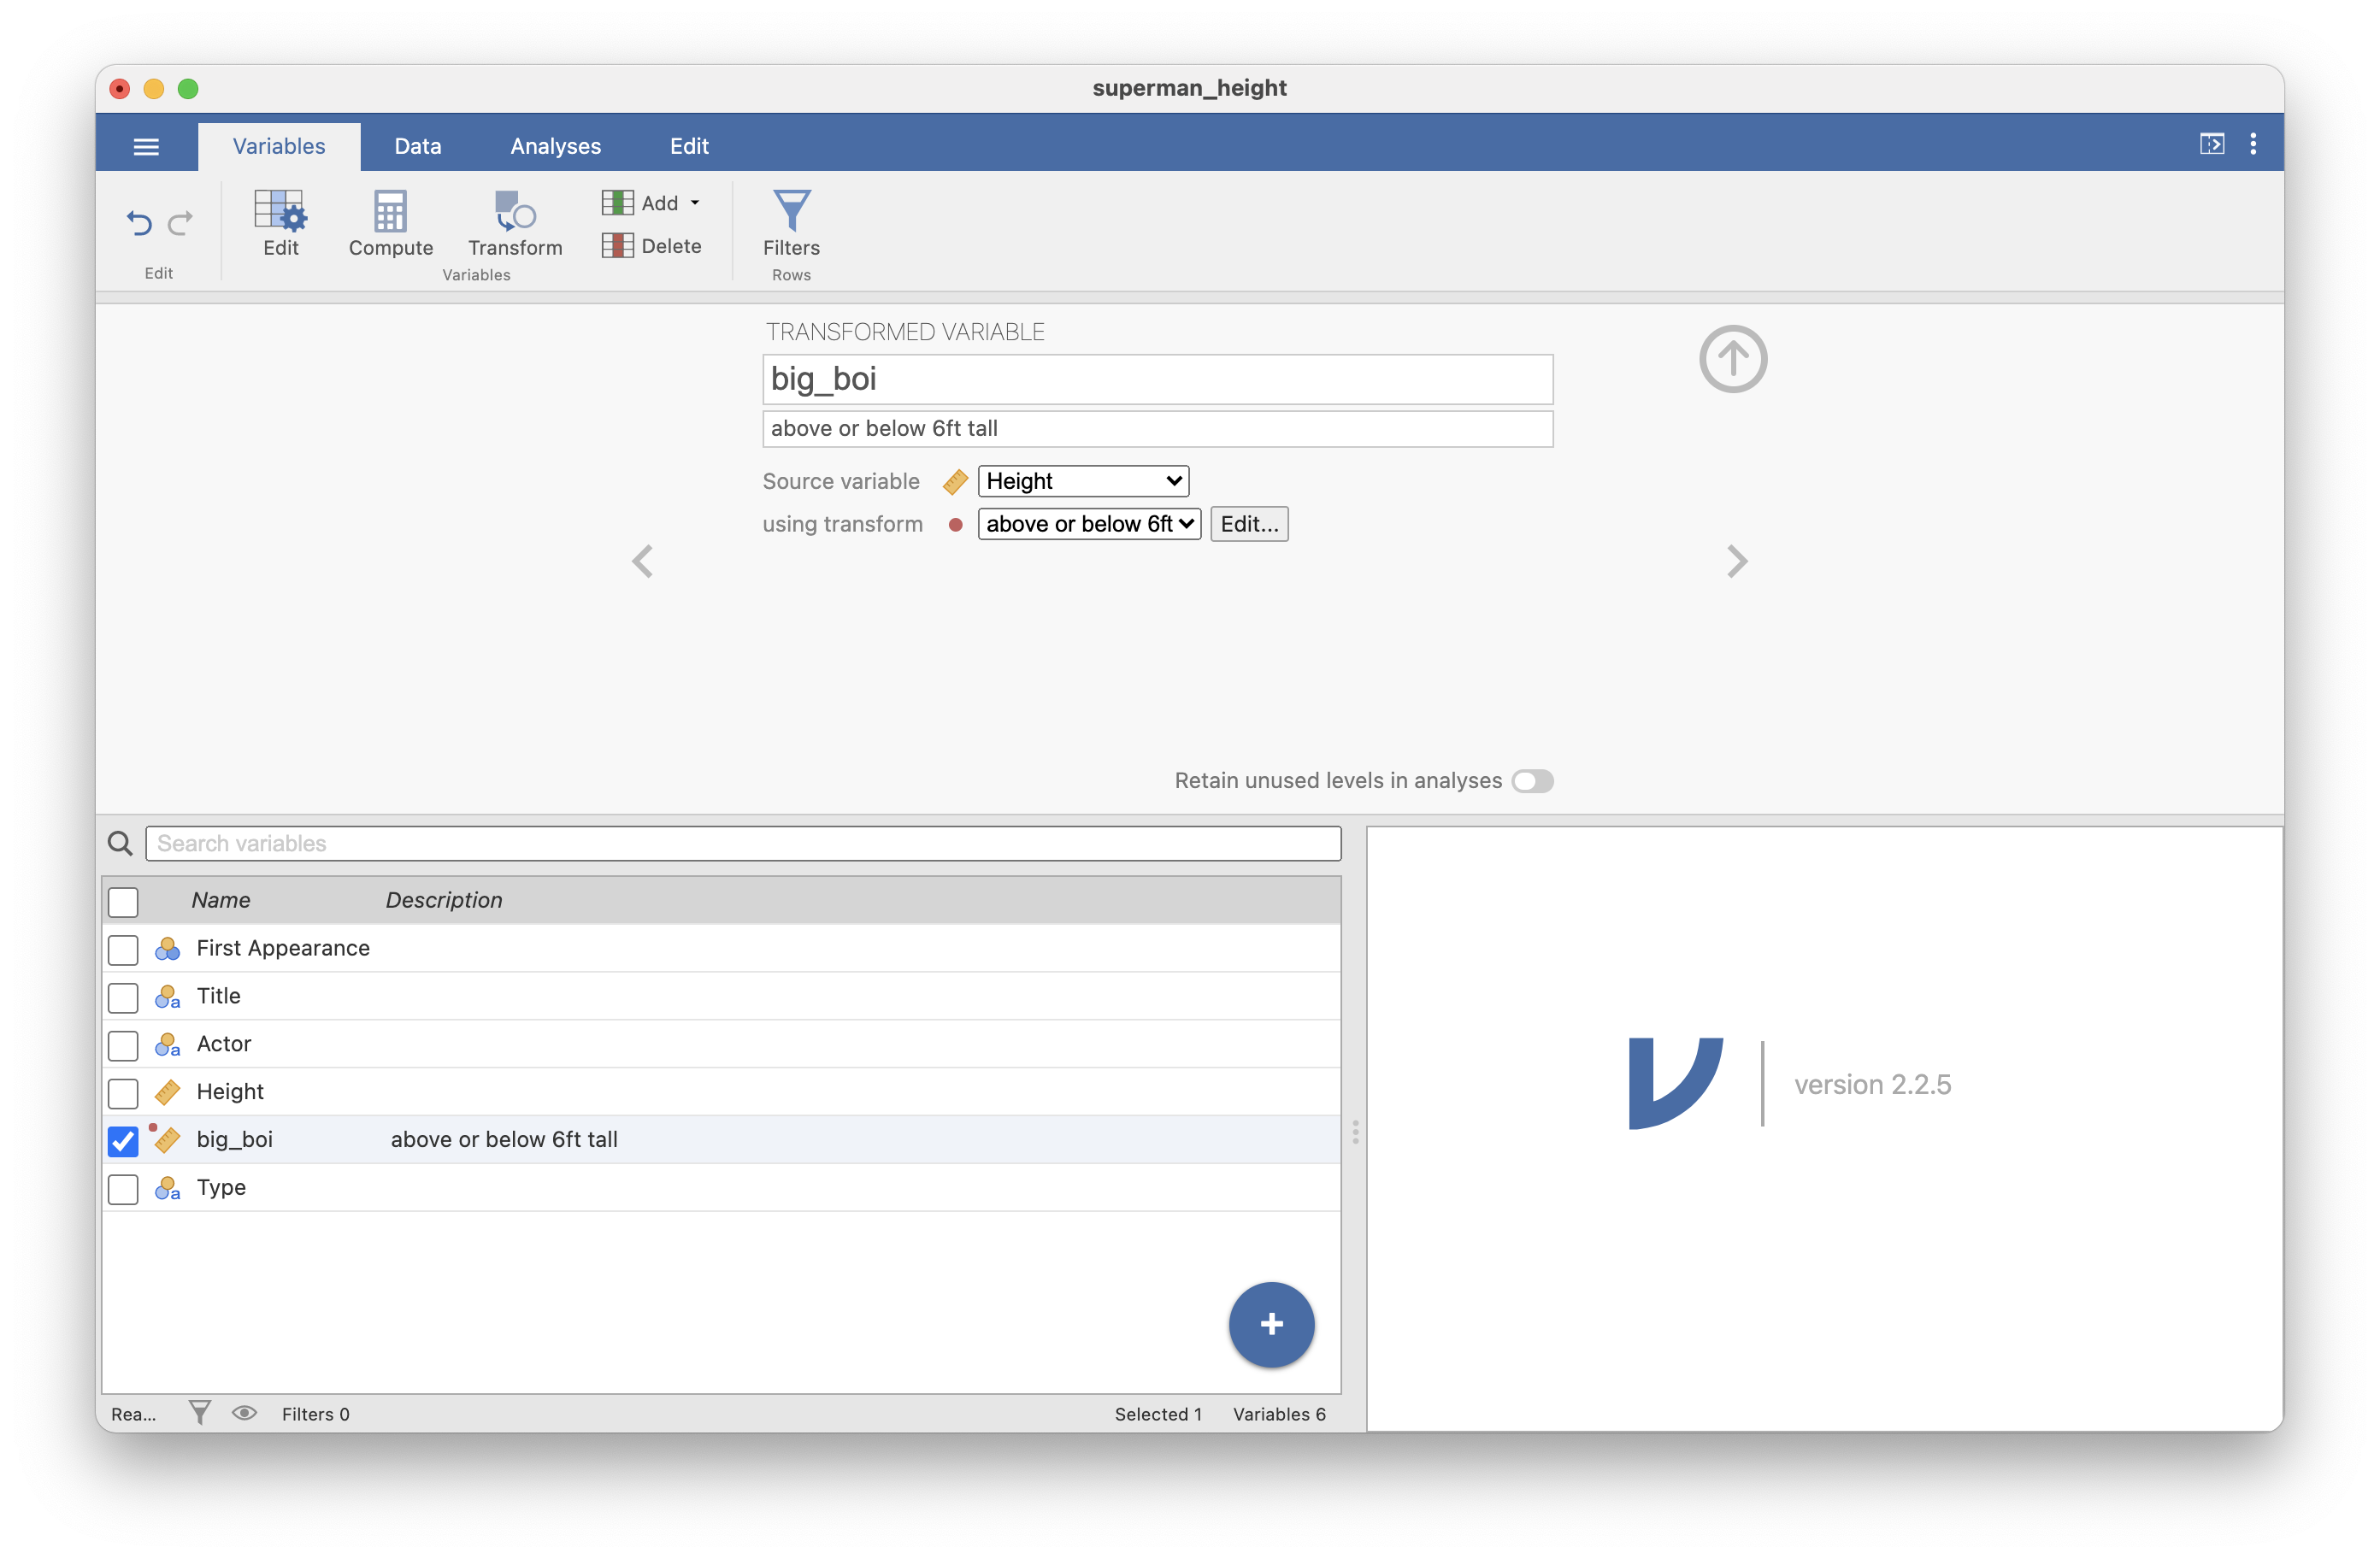 superman_height
Variables Data Analyses Edit
Edit Compute Transform Add Delete Filters
Edit Variables Rows
TRANSFORMED VARIABLE
big_boi
above or below 6ft tall
Source variable Height
using transform above or below 6ft Edit...
Retain unused levels in analyses
Search variables
Name Description
First Appearance
a Title
a Actor
Height
big_boi above or below 6ft tall
a Type
+
Rea... Filters 0 Selected 1 Variables 6
version 2.2.5